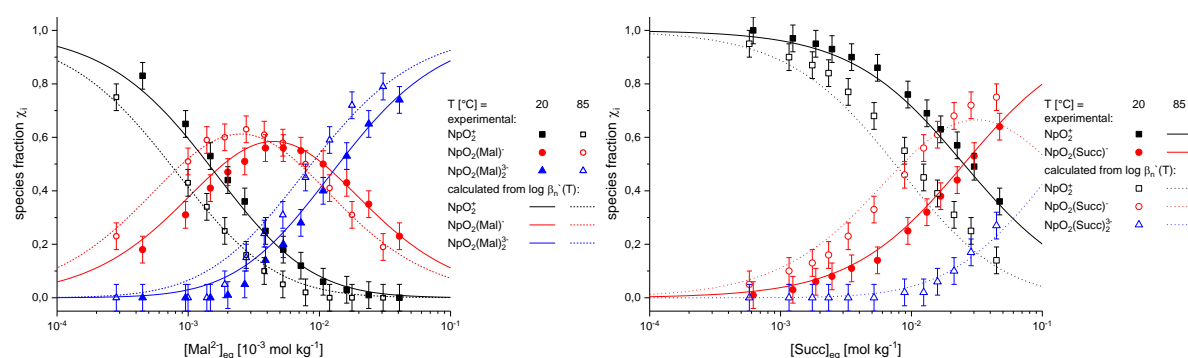 1,0
0,8
0,6
0,4
0,2
0,0
species fraction χi
10⁻⁴ 10⁻³ 10⁻² 10⁻¹
[Mal²⁻]eq [10⁻³ mol kg⁻¹]
T [°C] = 20 85
experimental:
NpO₂⁺
NpO₂(Mal)⁻
NpO₂(Mal)₂³⁻
calculated from log βn°(T):
NpO₂⁺
NpO₂(Mal)⁻
NpO₂(Mal)₂³⁻
1,0
0,8
0,6
0,4
0,2
0,0
species fraction χi
10⁻⁴ 10⁻³ 10⁻² 10⁻¹
[Succ]eq [mol kg⁻¹]
T [°C] = 20 85
experimental:
NpO₂⁺
NpO₂(Succ)⁻
calculated from log βn°(T):
NpO₂⁺
NpO₂(Succ)⁻
NpO₂(Succ)₂³⁻